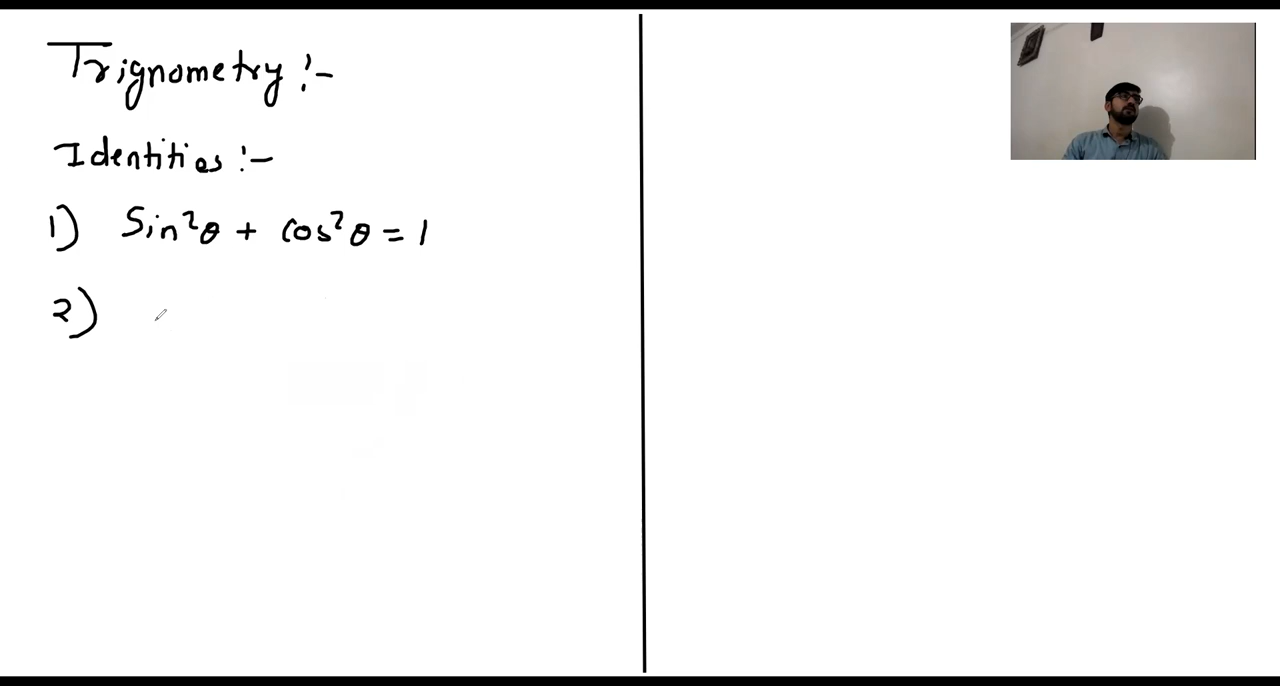 Trignometry :-
Identities :-
1) Sin²θ + Cos²θ = 1
2)